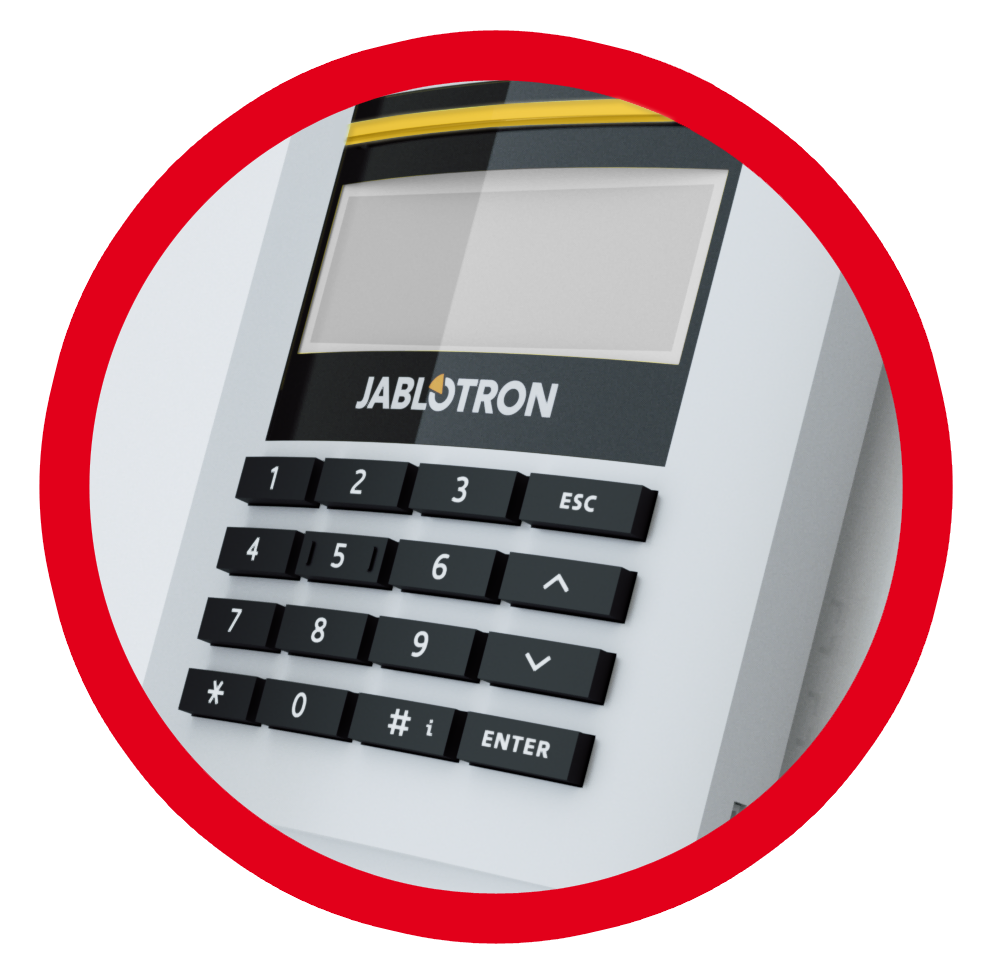 JABLOTRON
1 2 3 ESC
4 5 6
7 8 9
* 0 # i ENTER